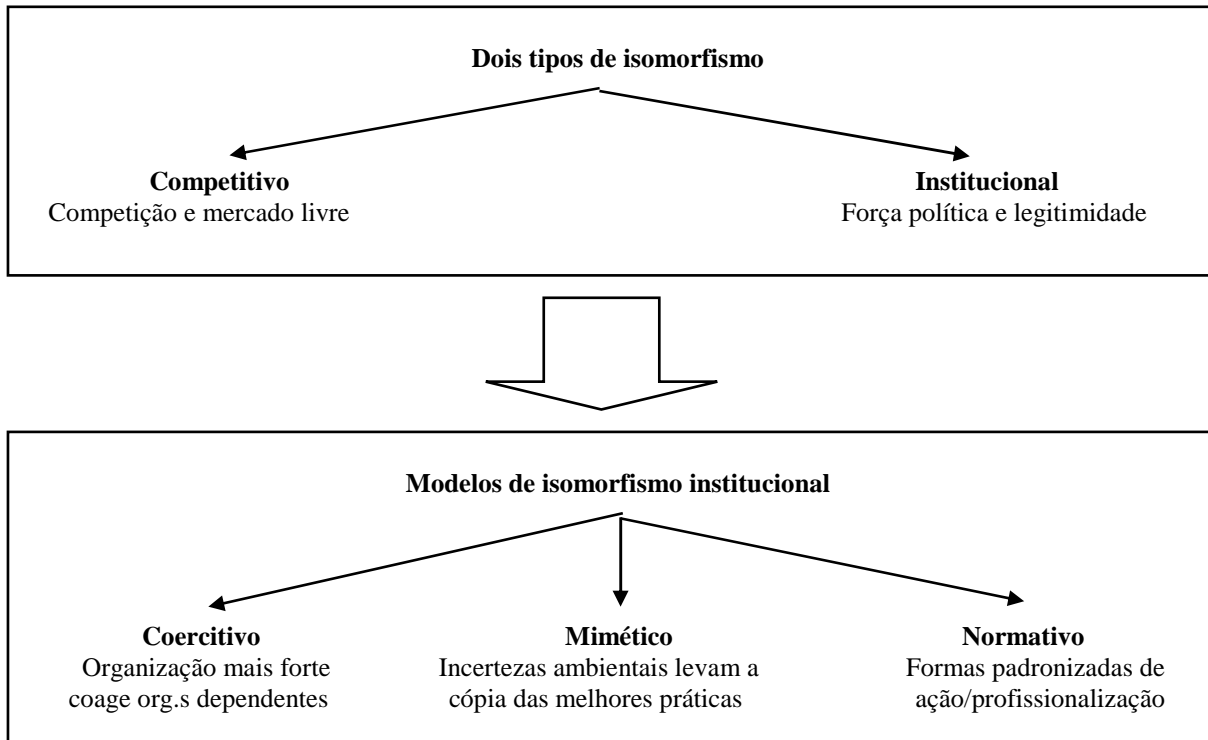 Dois tipos de isomorfismo
Competitivo
Competição e mercado livre
Institucional
Força política e legitimidade
Modelos de isomorfismo institucional
Coercitivo
Organização mais forte
coage org.s dependentes
Mimético
Incertezas ambientais levam a
cópia das melhores práticas
Normativo
Formas padronizadas de
ação/profissionalização